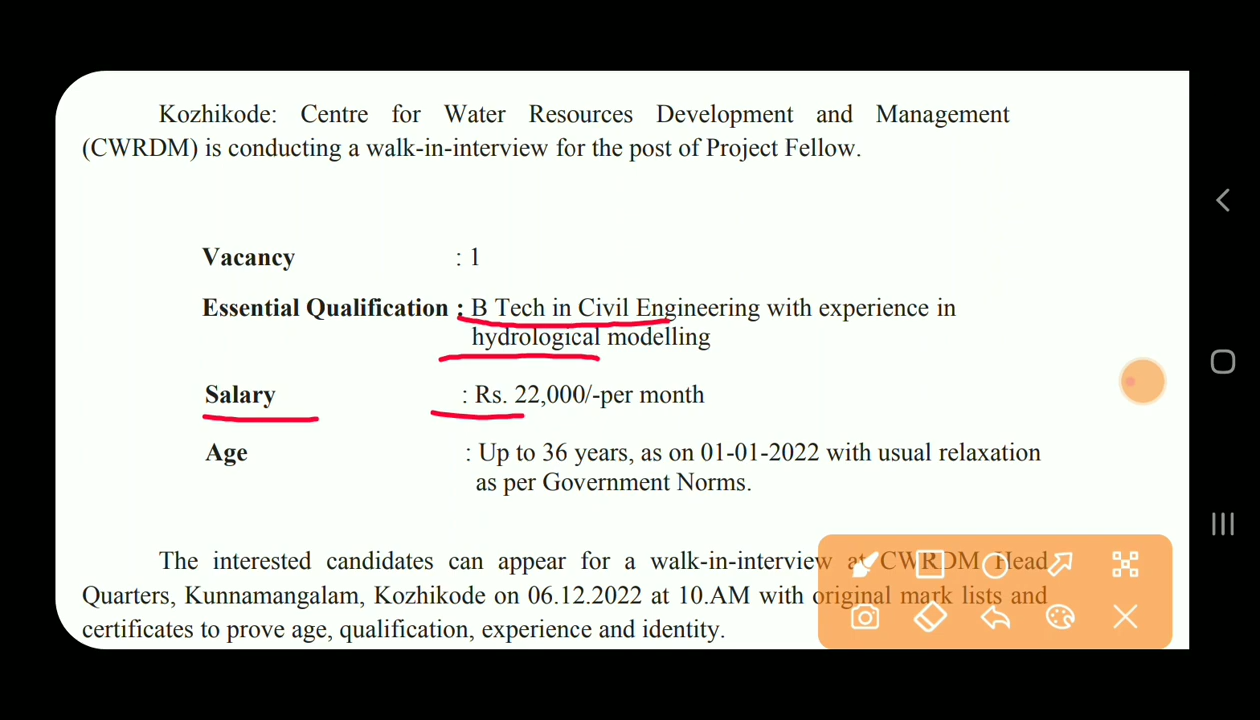 Kozhikode: Centre for Water Resources Development and Management
(CWRDM) is conducting a walk-in-interview for the post of Project Fellow.
Vacancy : 1
Essential Qualification : B Tech in Civil Engineering with experience in
hydrological modelling
Salary : Rs. 22,000/-per month
Age : Up to 36 years, as on 01-01-2022 with usual relaxation
as per Government Norms.
The interested candidates can appear for a walk-in-interview at CWRDM Head
Quarters, Kunnamangalam, Kozhikode on 06.12.2022 at 10.AM with original mark lists and
certificates to prove age, qualification, experience and identity.